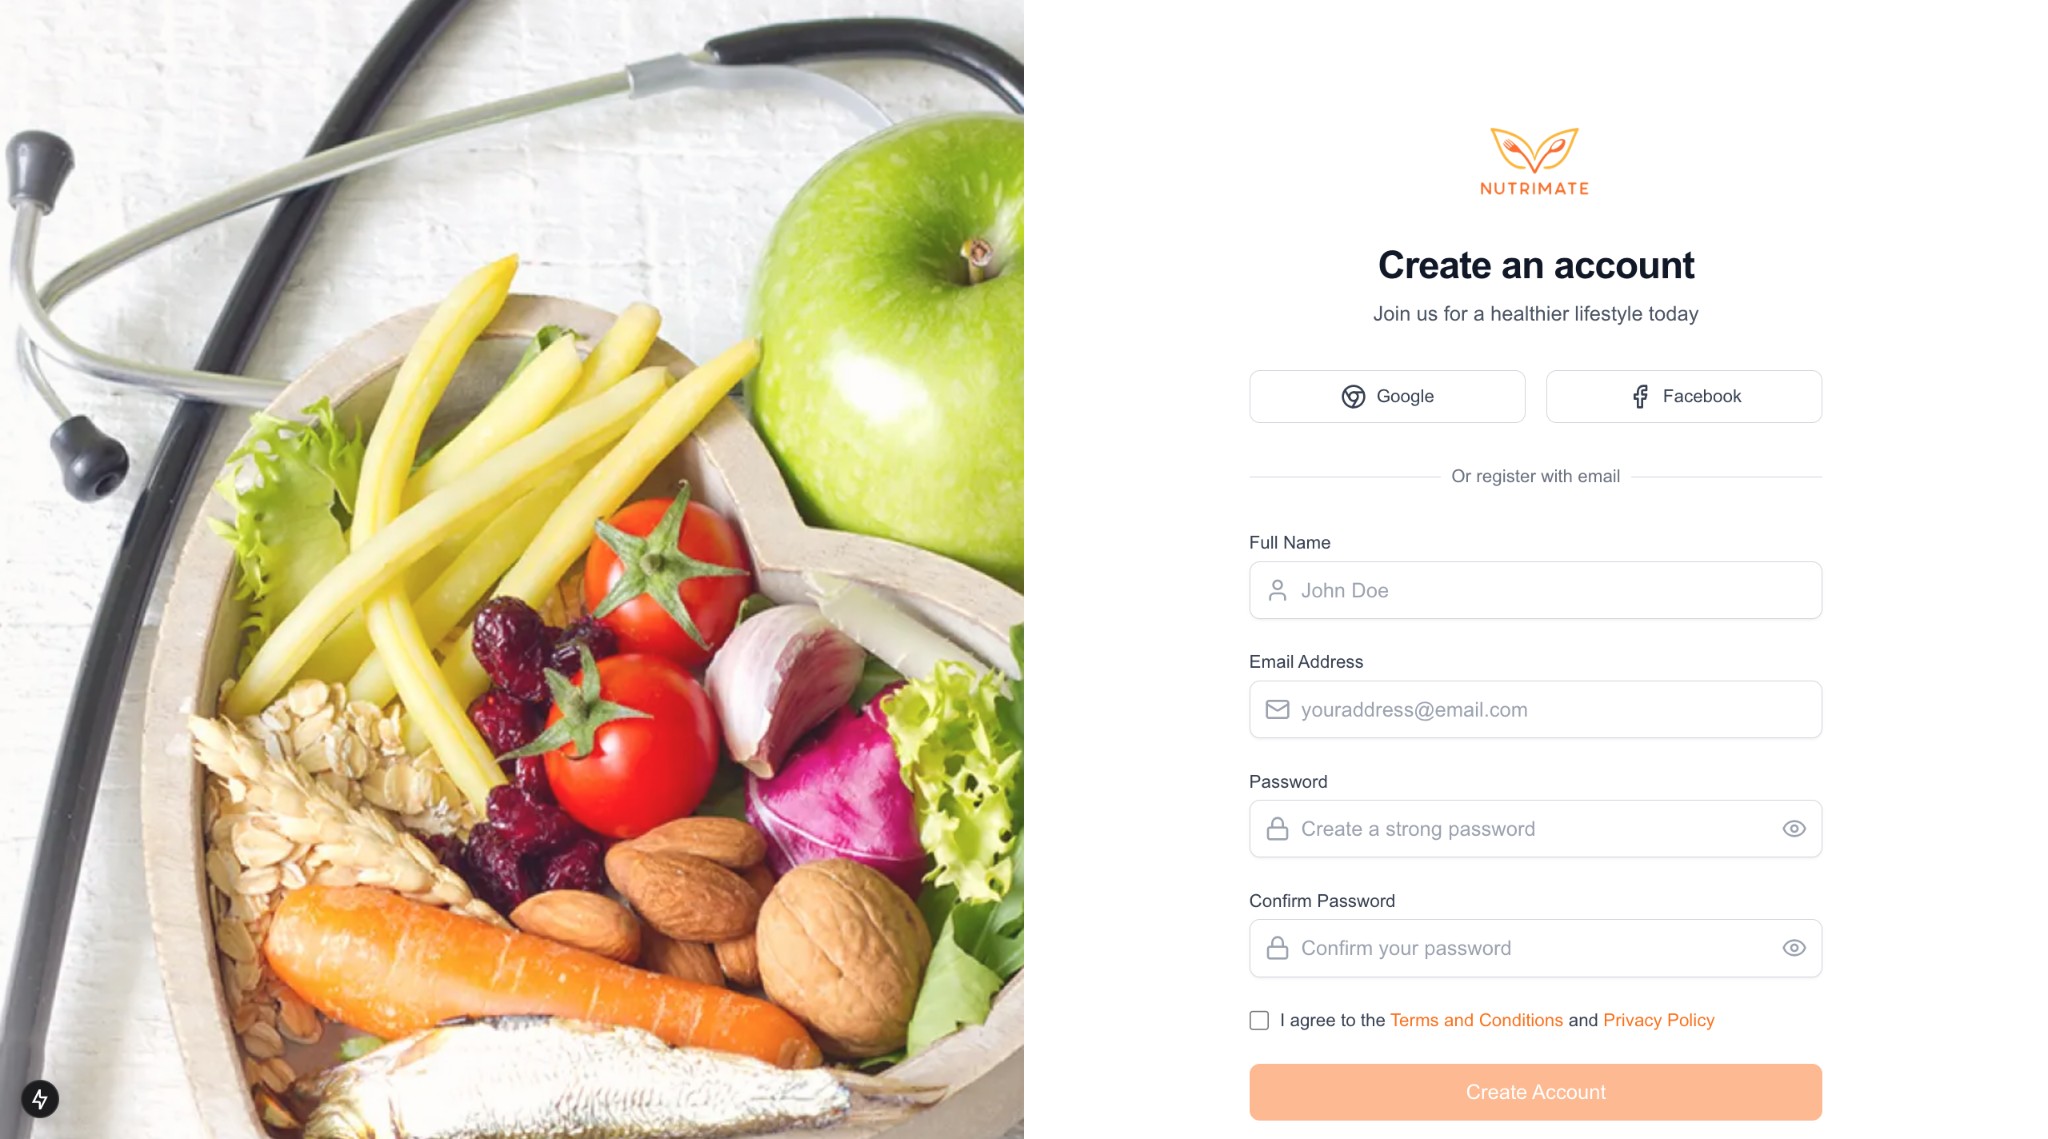 NUTRIMATE
Create an account
Join us for a healthier lifestyle today
Google
Facebook
Or register with email
Full Name
John Doe
Email Address
youraddress@email.com
Password
Create a strong password
Confirm Password
Confirm your password
I agree to the Terms and Conditions and Privacy Policy
Create Account